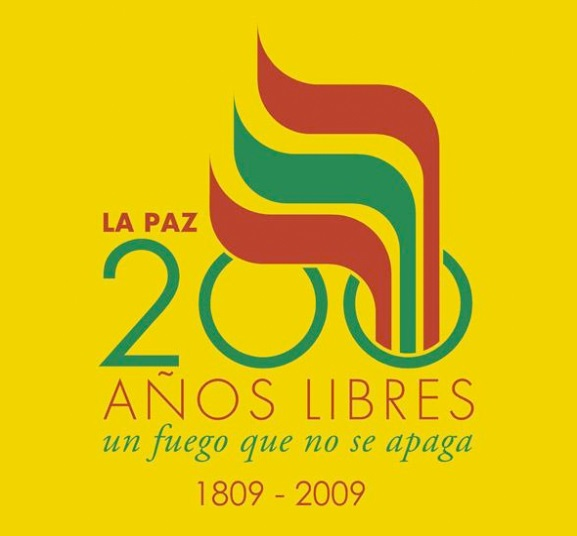 LA PAZ
200
AÑOS LIBRES
un fuego que no se apaga
1809 - 2009